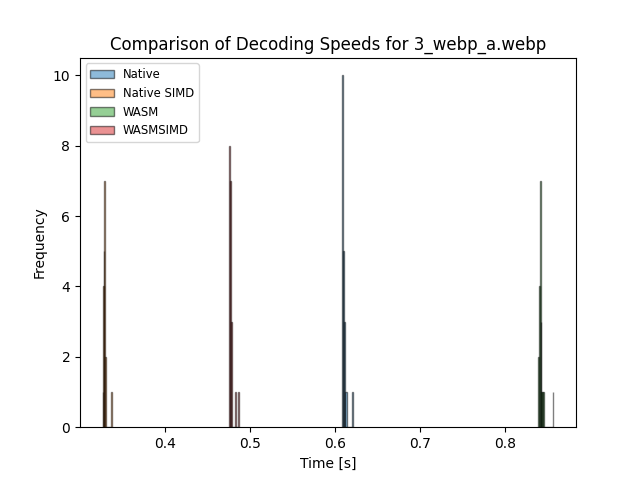 Comparison of Decoding Speeds for 3_webp_a.webp
Native
Native SIMD
WASM
WASMSIMD
Frequency
10
8
6
4
2
0
0.4 0.5 0.6 0.7 0.8
Time [s]